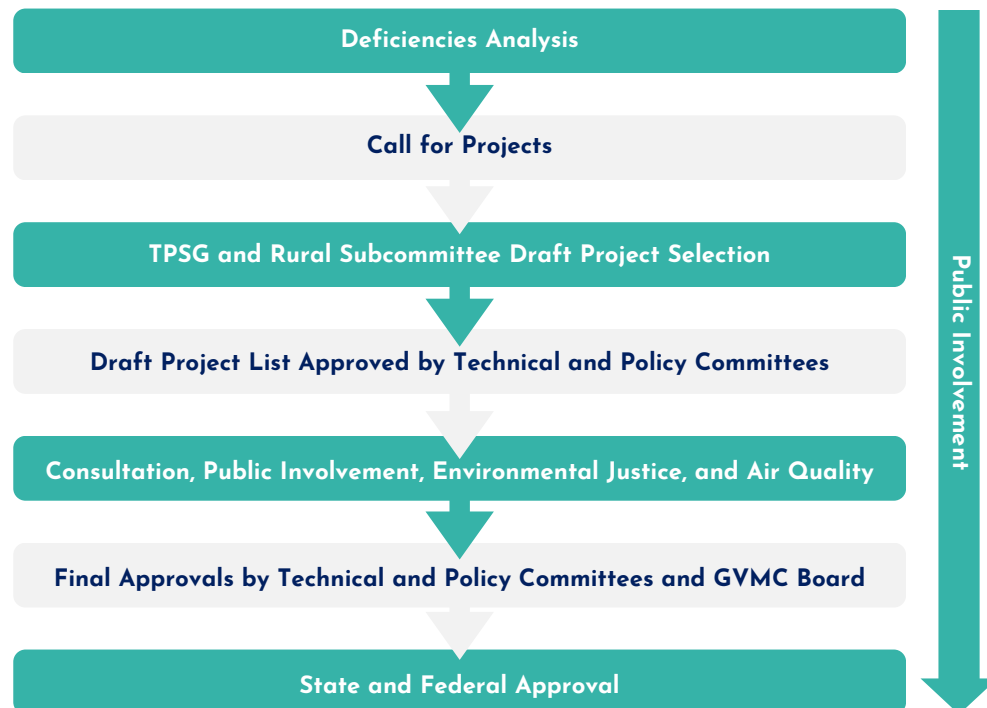 Deficiencies Analysis
Call for Projects
TPSG and Rural Subcommittee Draft Project Selection
Draft Project List Approved by Technical and Policy Committees
Consultation, Public Involvement, Environmental Justice, and Air Quality
Final Approvals by Technical and Policy Committees and GVMC Board
State and Federal Approval
Public Involvement